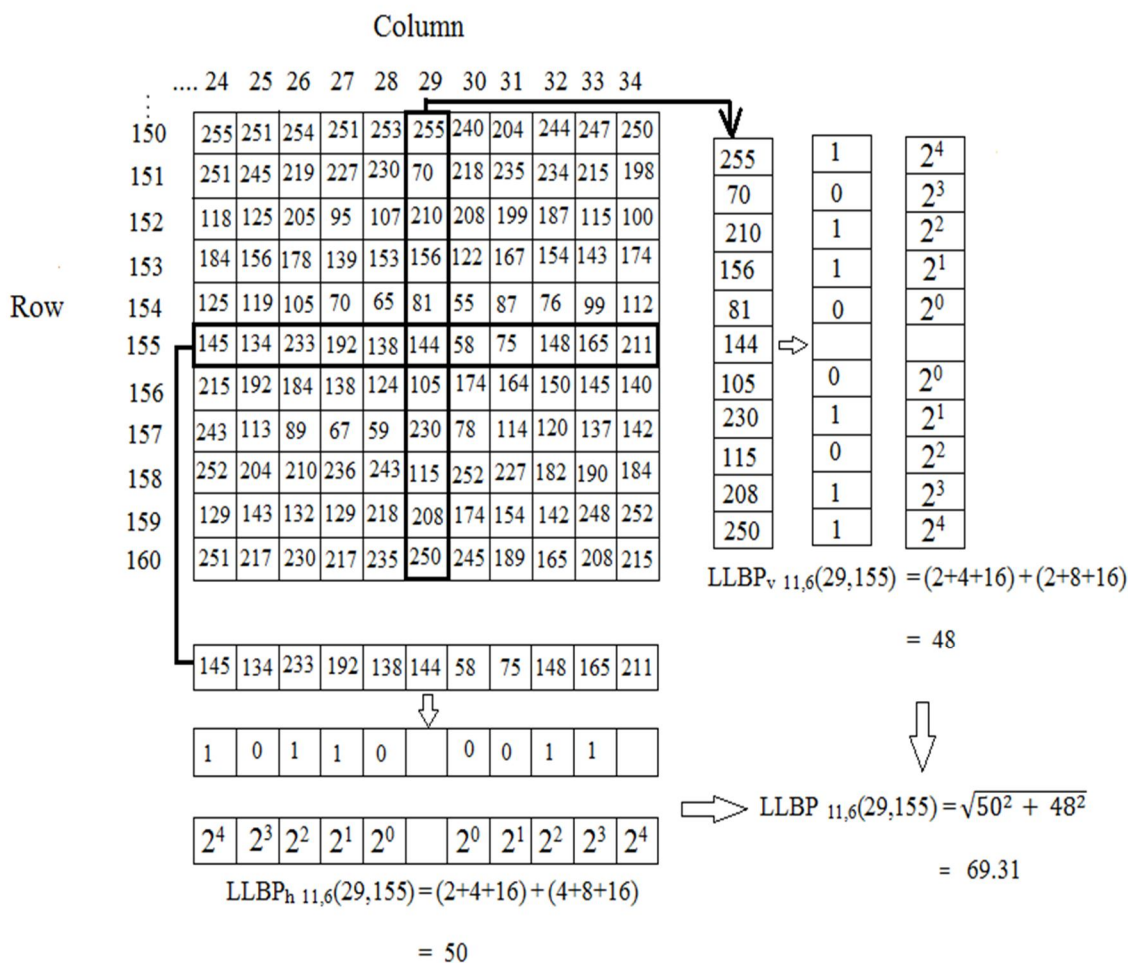 Column
.... 24 25 26 27 28 29 30 31 32 33 34
⋮
150 255 251 254 251 253 255 240 204 244 247 250
151 251 245 219 227 230 70 218 235 234 215 198
152 118 125 205 95 107 210 208 199 187 115 100
153 184 156 178 139 153 156 122 167 154 143 174
Row
154 125 119 105 70 65 81 55 87 76 99 112
155 145 134 233 192 138 144 58 75 148 165 211
156 215 192 184 138 124 105 174 164 150 145 140
157 243 113 89 67 59 230 78 114 120 137 142
158 252 204 210 236 243 115 252 227 182 190 184
159 129 143 132 129 218 208 174 154 142 248 252
160 251 217 230 217 235 250 245 189 165 208 215
255 1 2⁴
70 0 2³
210 1 2²
156 1 2¹
81 0 2⁰
144
105 0 2⁰
230 1 2¹
115 0 2²
208 1 2³
250 1 2⁴
LLBPv 11,6(29,155) = (2+4+16) + (2+8+16)
= 48
145 134 233 192 138 144 58 75 148 165 211
1 0 1 1 0 0 0 1 1
2⁴ 2³ 2² 2¹ 2⁰ 2⁰ 2¹ 2² 2³ 2⁴
LLBPh 11,6(29,155) = (2+4+16) + (4+8+16)
= 50
LLBP 11,6(29,155) = √50² + 48²
= 69.31